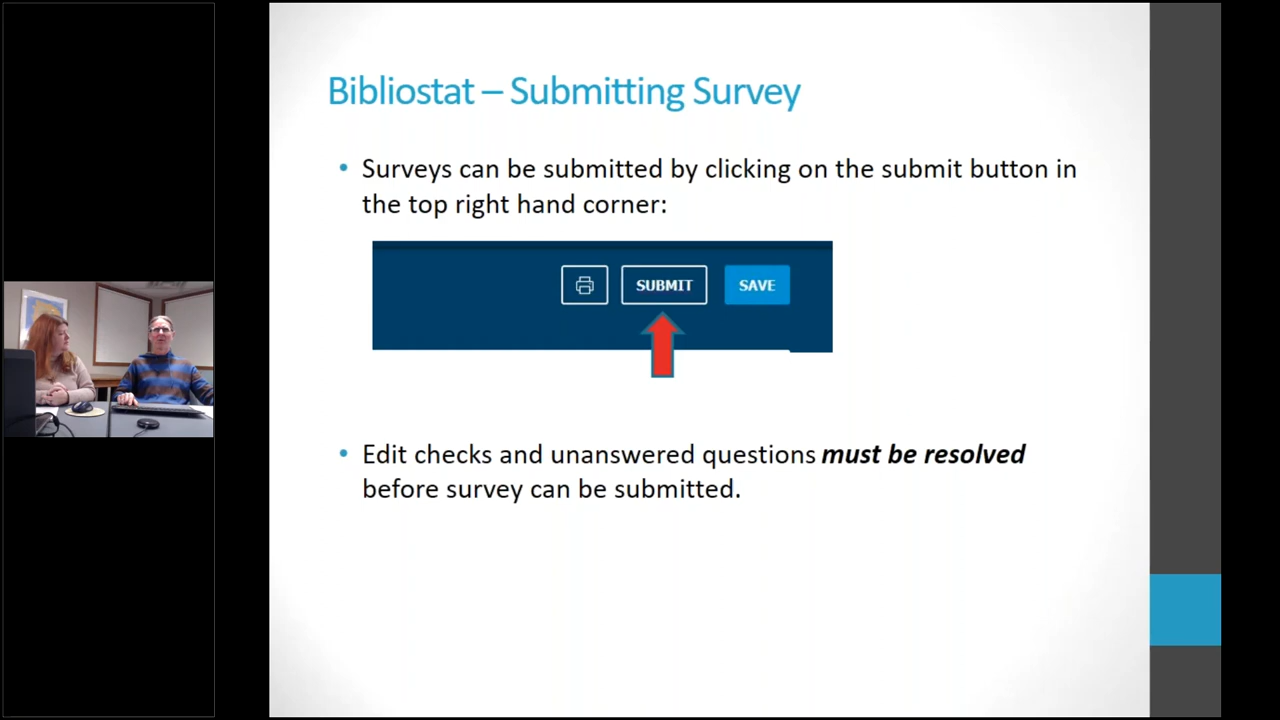 Bibliostat – Submitting Survey
• Surveys can be submitted by clicking on the submit button in
the top right hand corner:
SUBMIT SAVE
• Edit checks and unanswered questions must be resolved
before survey can be submitted.